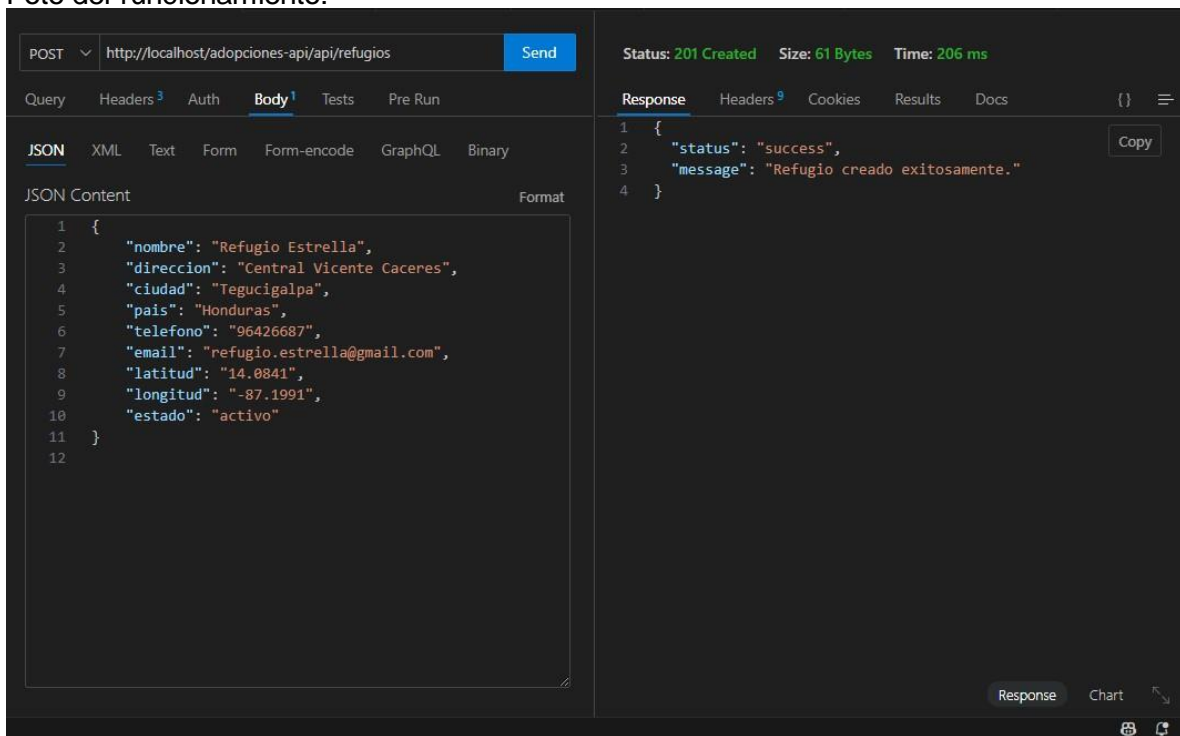 POST http://localhost/adopciones-api/api/refugios Send
Query Headers 3 Auth Body 1 Tests Pre Run
JSON XML Text Form Form-encode GraphQL Binary
JSON Content Format
1 {
2 "nombre": "Refugio Estrella",
3 "direccion": "Central Vicente Caceres",
4 "ciudad": "Tegucigalpa",
5 "pais": "Honduras",
6 "telefono": "96426687",
7 "email": "refugio.estrella@gmail.com",
8 "latitud": "14.0841",
9 "longitud": "-87.1991",
10 "estado": "activo"
11 }
12
Status: 201 Created Size: 61 Bytes Time: 206 ms
Response Headers 9 Cookies Results Docs {}
Copy
1 {
2 "status": "success",
3 "message": "Refugio creado exitosamente."
4 }
Response Chart